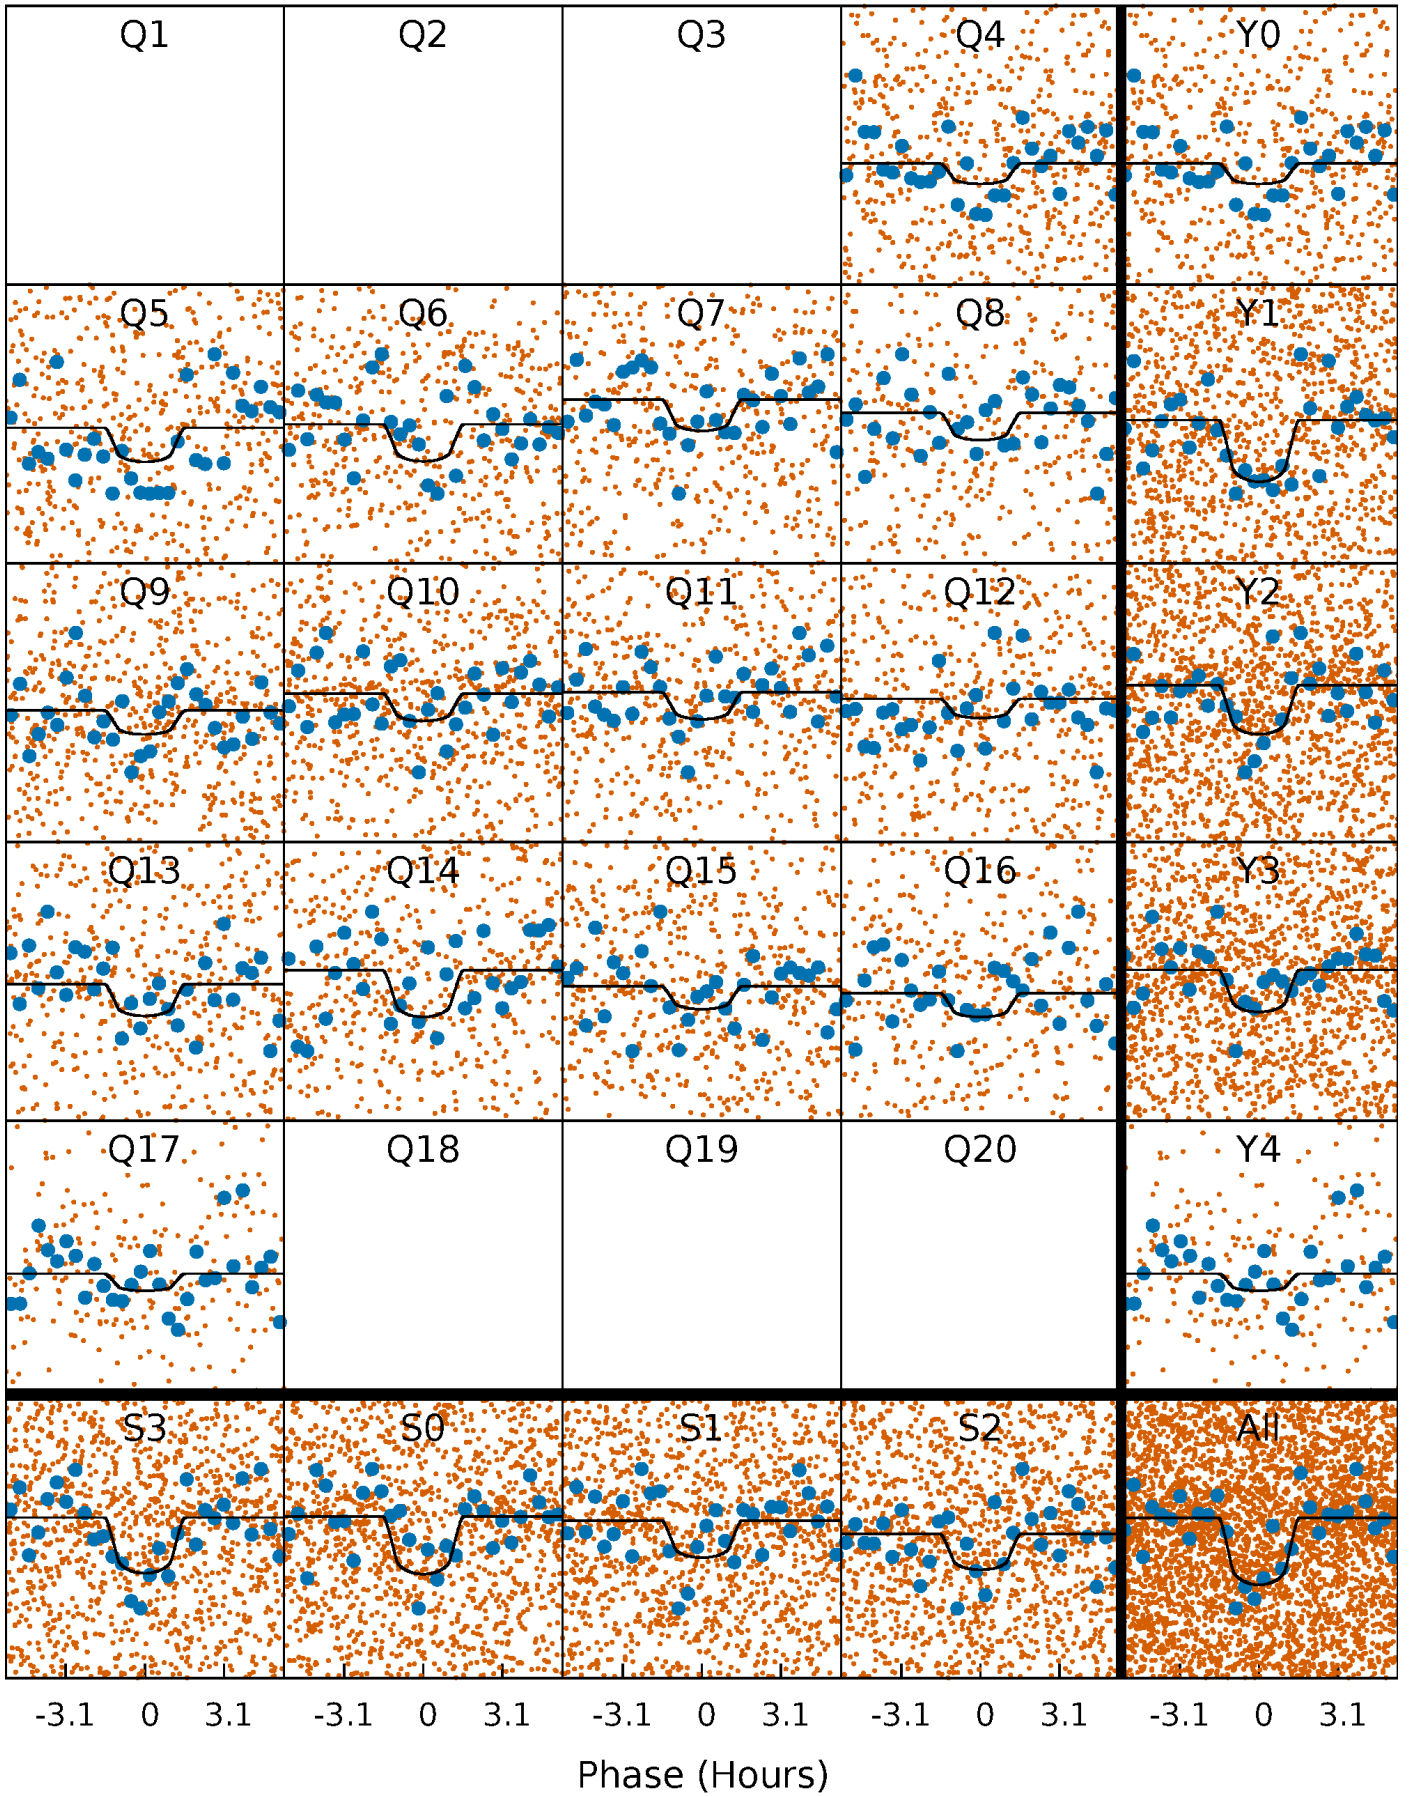 Q1 Q2 Q3 Q4 Y0
Q5 Q6 Q7 Q8 Y1
Q9 Q10 Q11 Q12 Y2
Q13 Q14 Q15 Q16 Y3
Q17 Q18 Q19 Q20 Y4
S3 S0 S1 S2 All
-3.1 0 3.1 -3.1 0 3.1 -3.1 0 3.1 -3.1 0 3.1 -3.1 0 3.1
Phase (Hours)